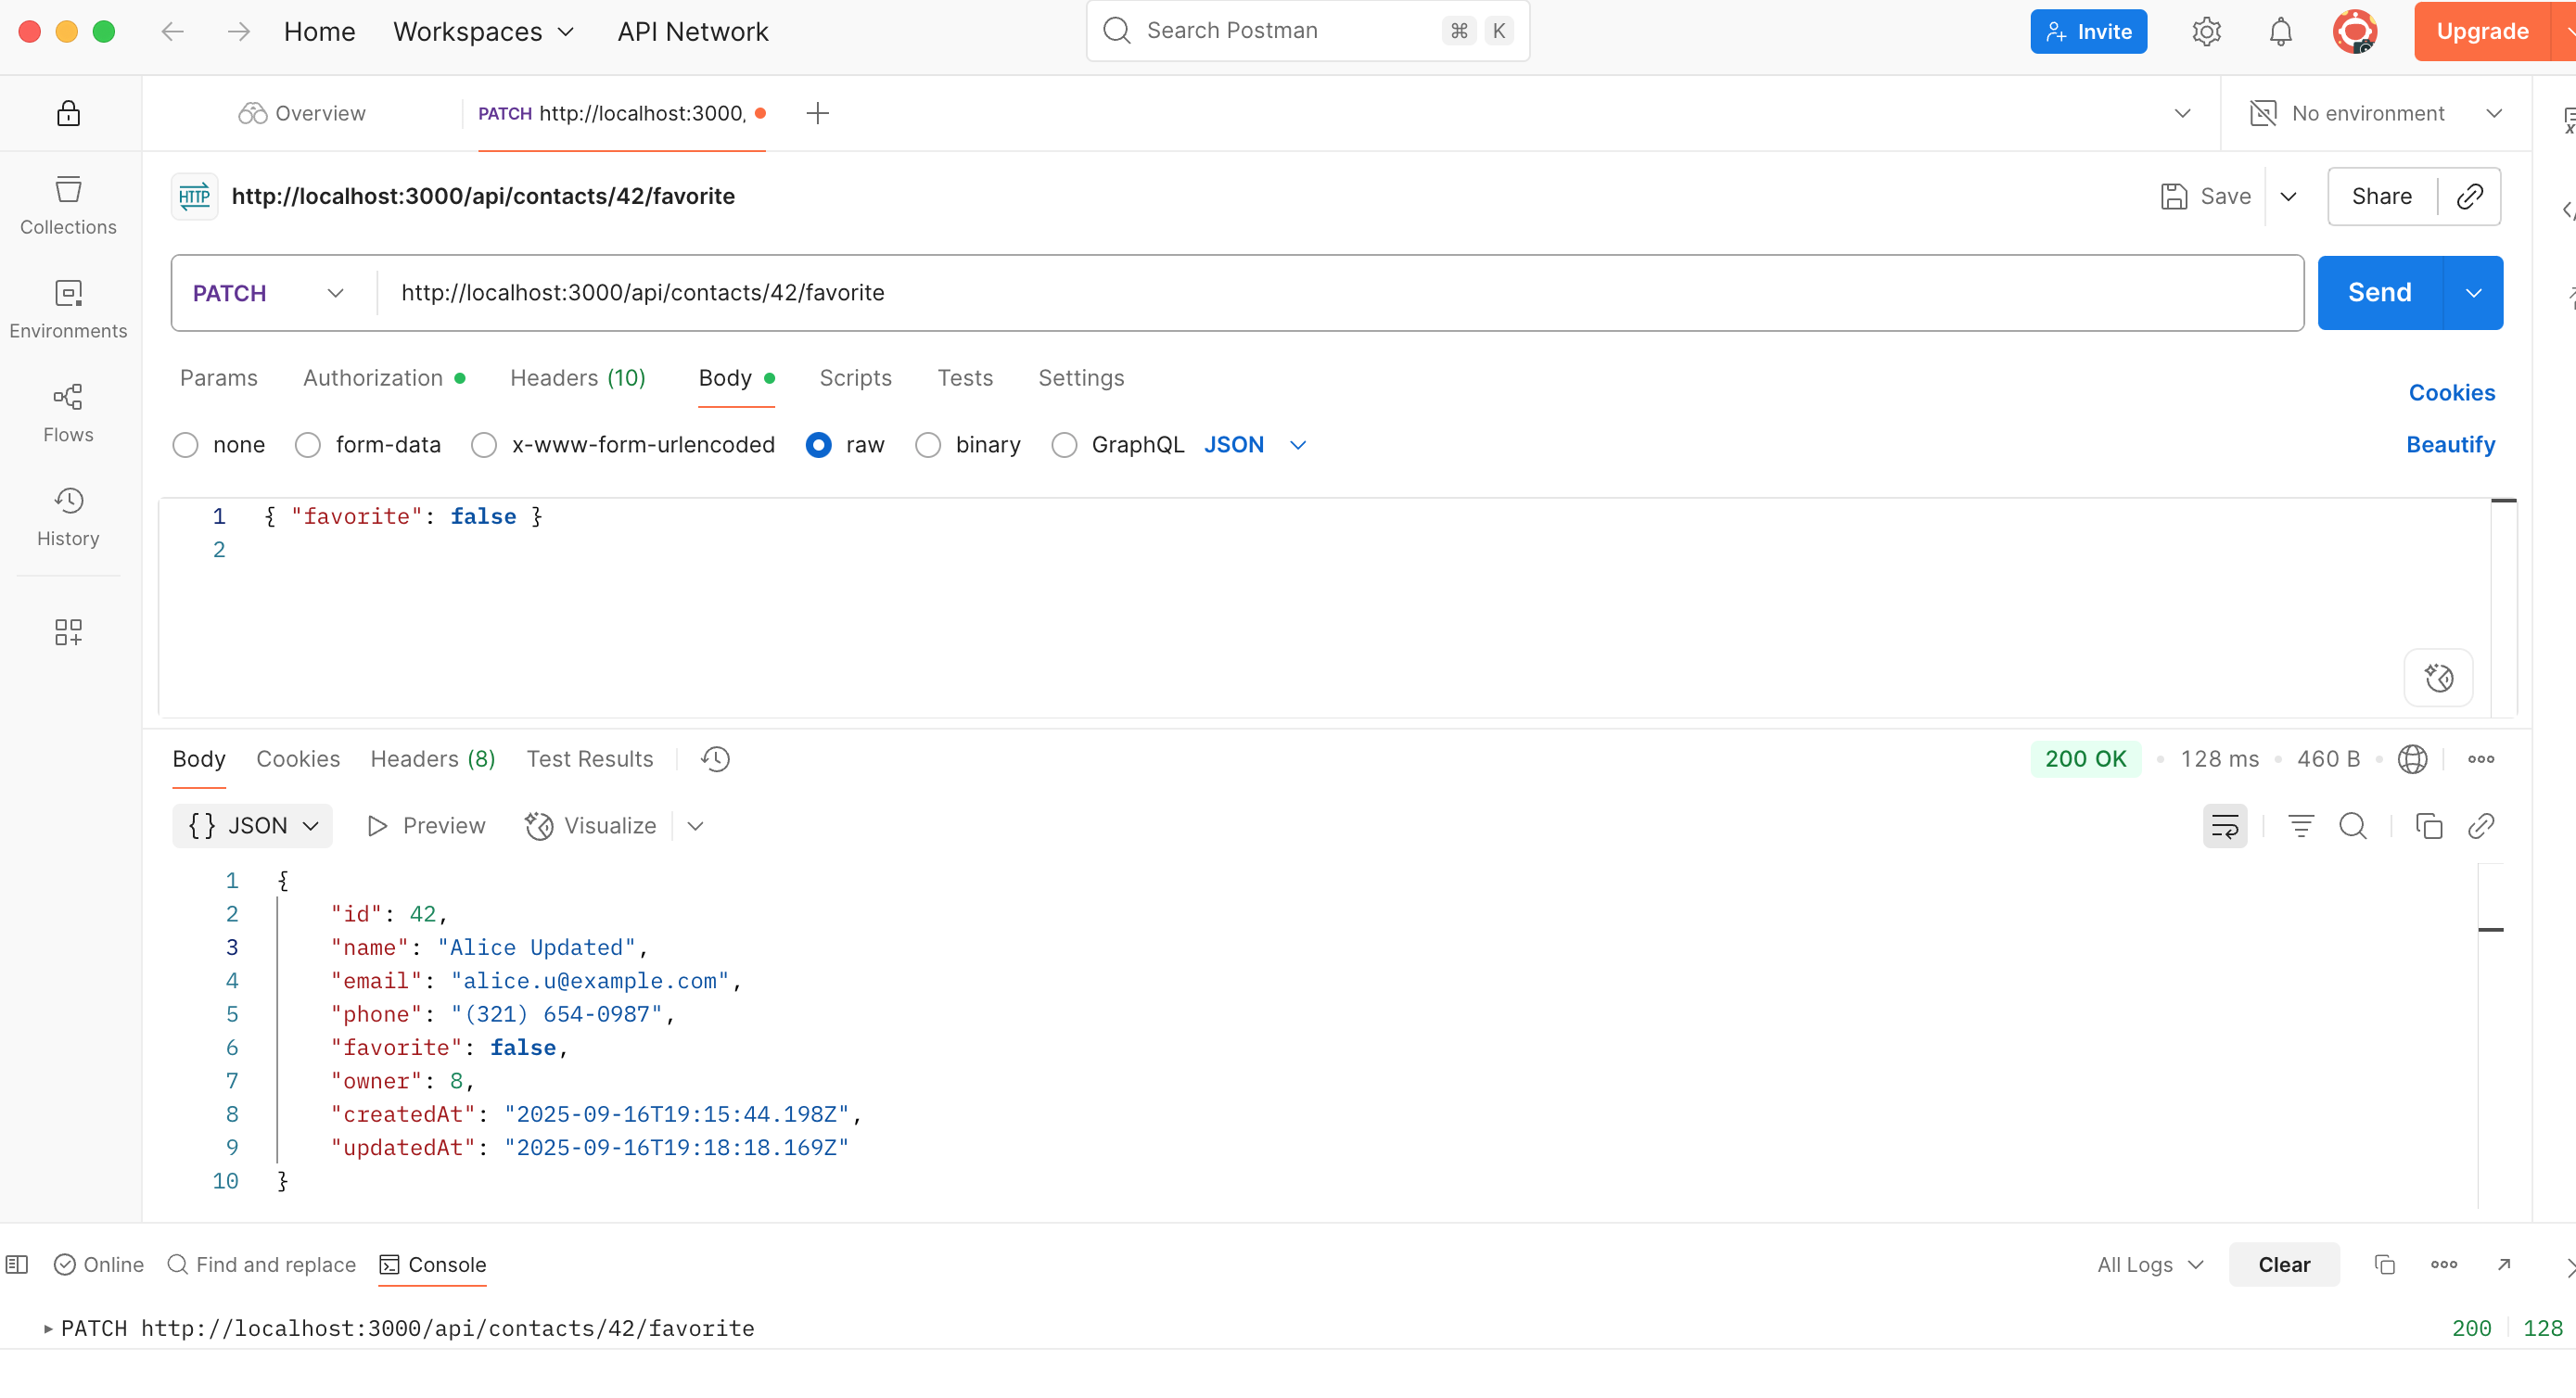 Home Workspaces API Network Search Postman ⌘ K Invite Upgrade
Overview PATCH http://localhost:3000, No environment
HTTP http://localhost:3000/api/contacts/42/favorite Save Share
PATCH http://localhost:3000/api/contacts/42/favorite Send
Params Authorization Headers (10) Body Scripts Tests Settings Cookies
none form-data x-www-form-urlencoded raw binary GraphQL JSON Beautify
Collections
Environments
Flows
History
1 { "favorite": false }
2
Body Cookies Headers (8) Test Results 200 OK • 128 ms • 460 B
{} JSON Preview Visualize
1 {
2 "id": 42,
3 "name": "Alice Updated",
4 "email": "alice.u@example.com",
5 "phone": "(321) 654-0987",
6 "favorite": false,
7 "owner": 8,
8 "createdAt": "2025-09-16T19:15:44.198Z",
9 "updatedAt": "2025-09-16T19:18:18.169Z"
10 }
Online Find and replace Console All Logs Clear
PATCH http://localhost:3000/api/contacts/42/favorite 200 128